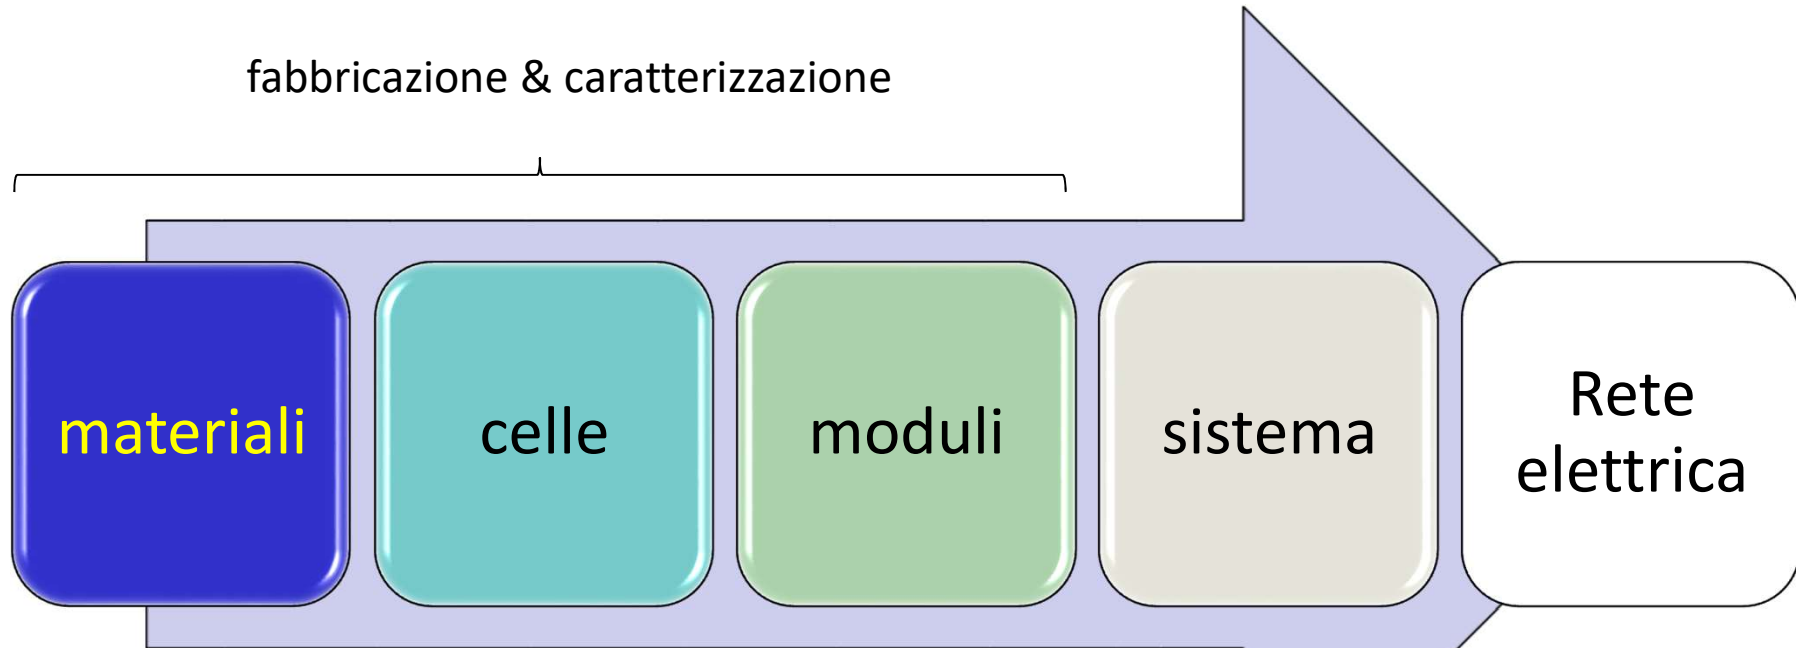 fabbricazione & caratterizzazione
materiali
celle
moduli
sistema
Rete
elettrica